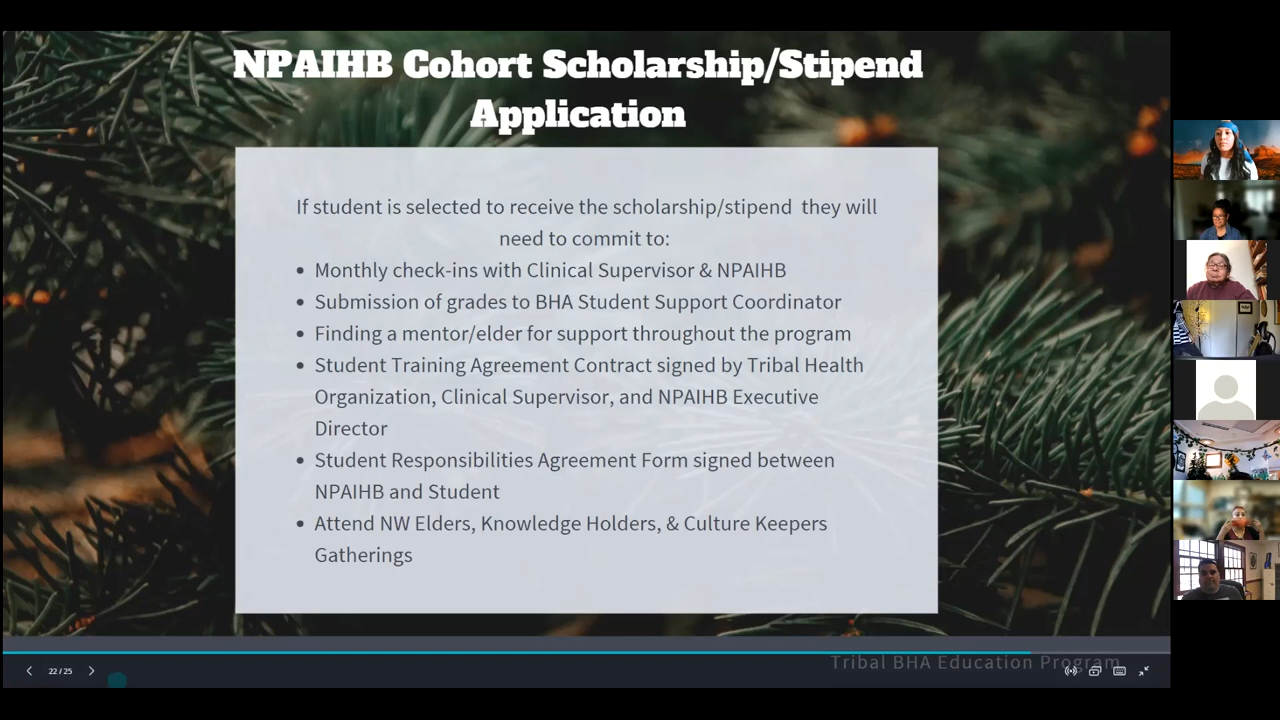 NPAIHB Cohort Scholarship/Stipend
Application
If student is selected to receive the scholarship/stipend they will
need to commit to:
• Monthly check-ins with Clinical Supervisor & NPAIHB
• Submission of grades to BHA Student Support Coordinator
• Finding a mentor/elder for support throughout the program
• Student Training Agreement Contract signed by Tribal Health
Organization, Clinical Supervisor, and NPAIHB Executive
Director
• Student Responsibilities Agreement Form signed between
NPAIHB and Student
• Attend NW Elders, Knowledge Holders, & Culture Keepers
Gatherings
Tribal BHA Education Program
22 / 25